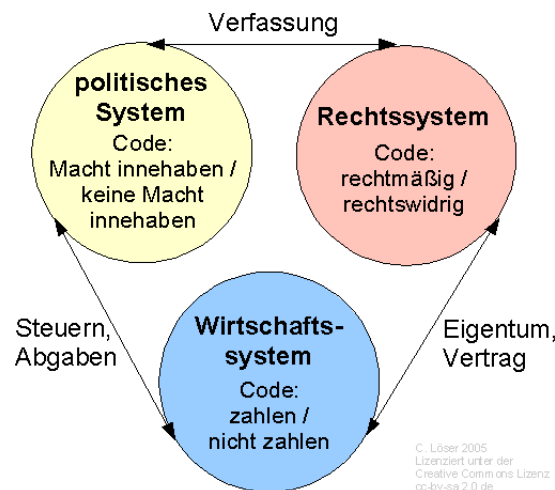 Verfassung
politisches
System
Code:
Macht innehaben /
keine Macht
innehaben
Rechtssystem
Code:
rechtmäßig /
rechtswidrig
Steuern,
Abgaben
Wirtschafts-
system
Code:
zahlen /
nicht zahlen
Eigentum,
Vertrag
C. Löser 2005
Lizenziert unter der
Creative Commons Lizenz
cc-by-sa 2.0 de